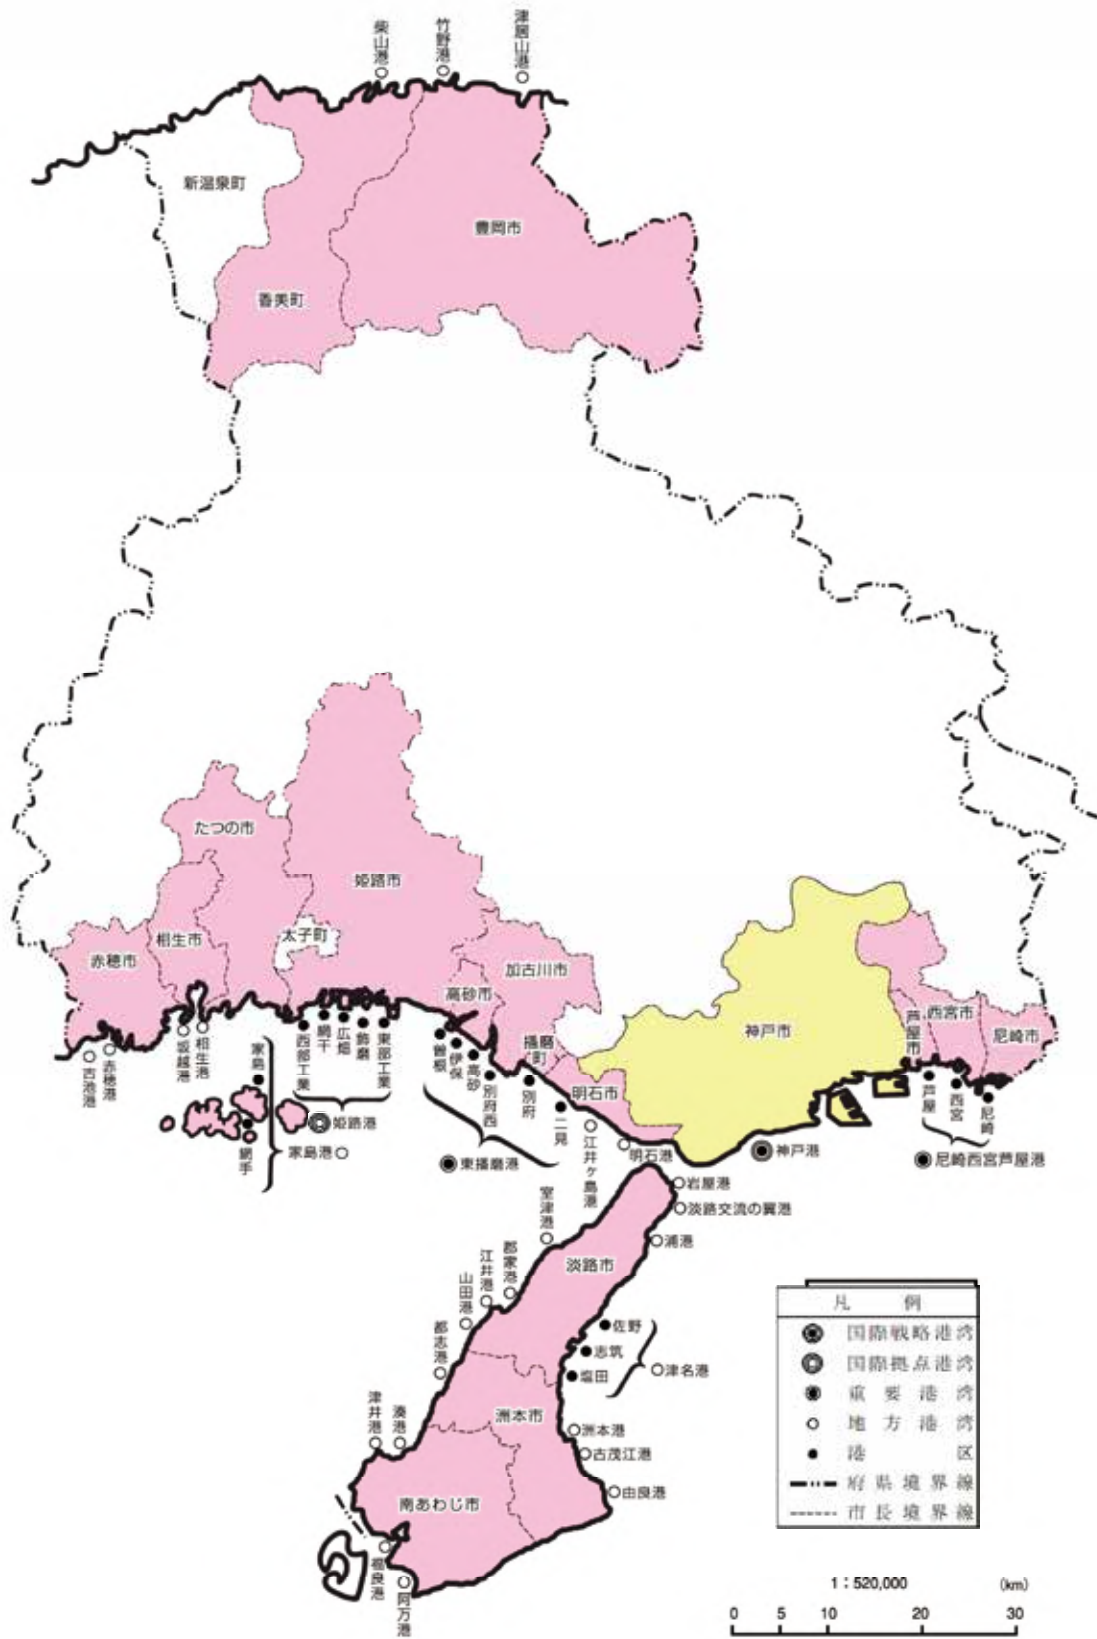 柴山港
竹野港
津居山港
新温泉町
豊岡市
香美町
たつの市
姫路市
相生市
太子町
赤穂市
加古川市
高砂市
神戸市
西宮市
芦屋市
尼崎市
播磨町
明石市
古池港
赤穂港
坂越港
相生港
家島
網手
家島港
西部工業
網干
広畑
飾磨
東部工業
姫路港
曽根
伊保
高砂
別府西
別府
二見
東播磨港
江井ヶ島港
明石港
神戸港
芦屋
西宮
尼崎
尼崎西宮芦屋港
岩屋港
淡路交流の翼港
浦港
室津港
郡家港
江井港
山田港
都志港
淡路市
佐野
志筑
塩田
津名港
津井港
湊港
洲本市
洲本港
古茂江港
由良港
南あわじ市
福良港
阿万港
凡例
国際戦略港湾
国際拠点港湾
重要港湾
地方港湾
港区
府県境界線
市長境界線
1：520,000
(km)
0 5 10 20 30